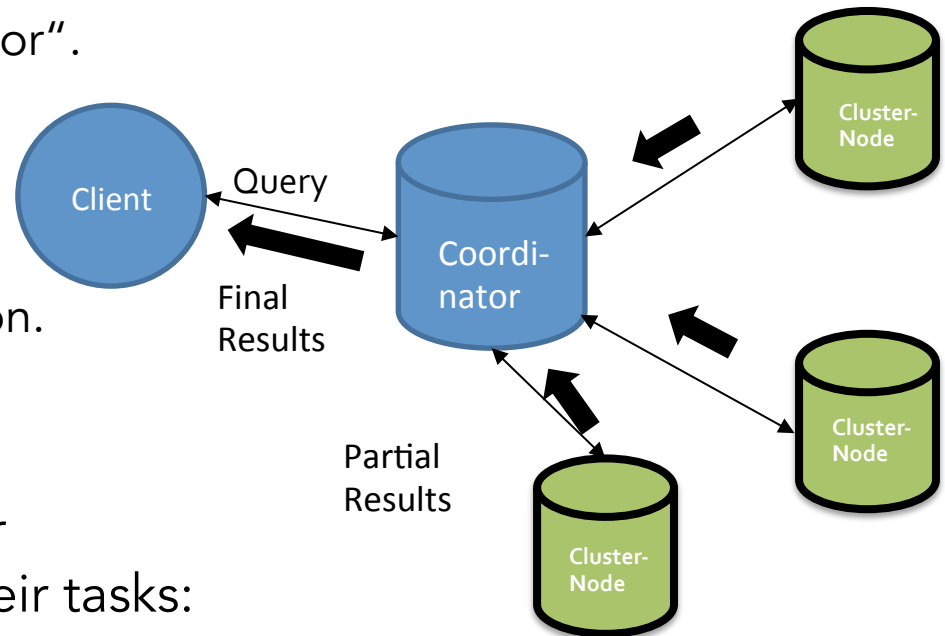 or“.
Cluster-
Node
Client
Query
Coordi-
nator
Final
Results
on.
Cluster-
Node
Partial
Results
r
eir tasks:
Cluster-
Node